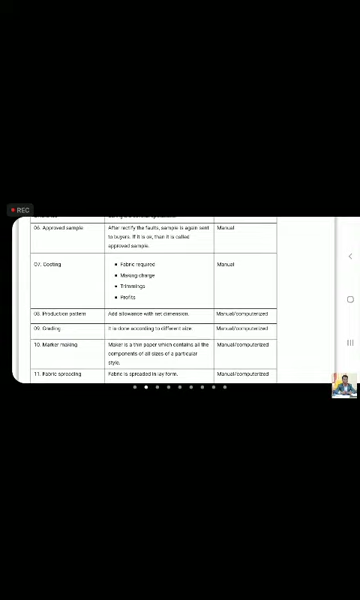 REC
06. Approved sample
After rectify the faults, sample is again sent
to buyers. If it is ok, then it is called
approved sample.
Manual
07. Costing
Fabric required
Making charge
Trimmings
Profits
Manual
08. Production pattern
Add allowance with net dimension.
Manual/computerized
09. Grading
It is done according to different size
Manual/computerized
10. Marker making
Maker is a thin paper which contains all the
components of all sizes of a particular
style.
Manual/computerized
11. Fabric spreading
Fabric is spreaded in lay form.
Manual/computerized